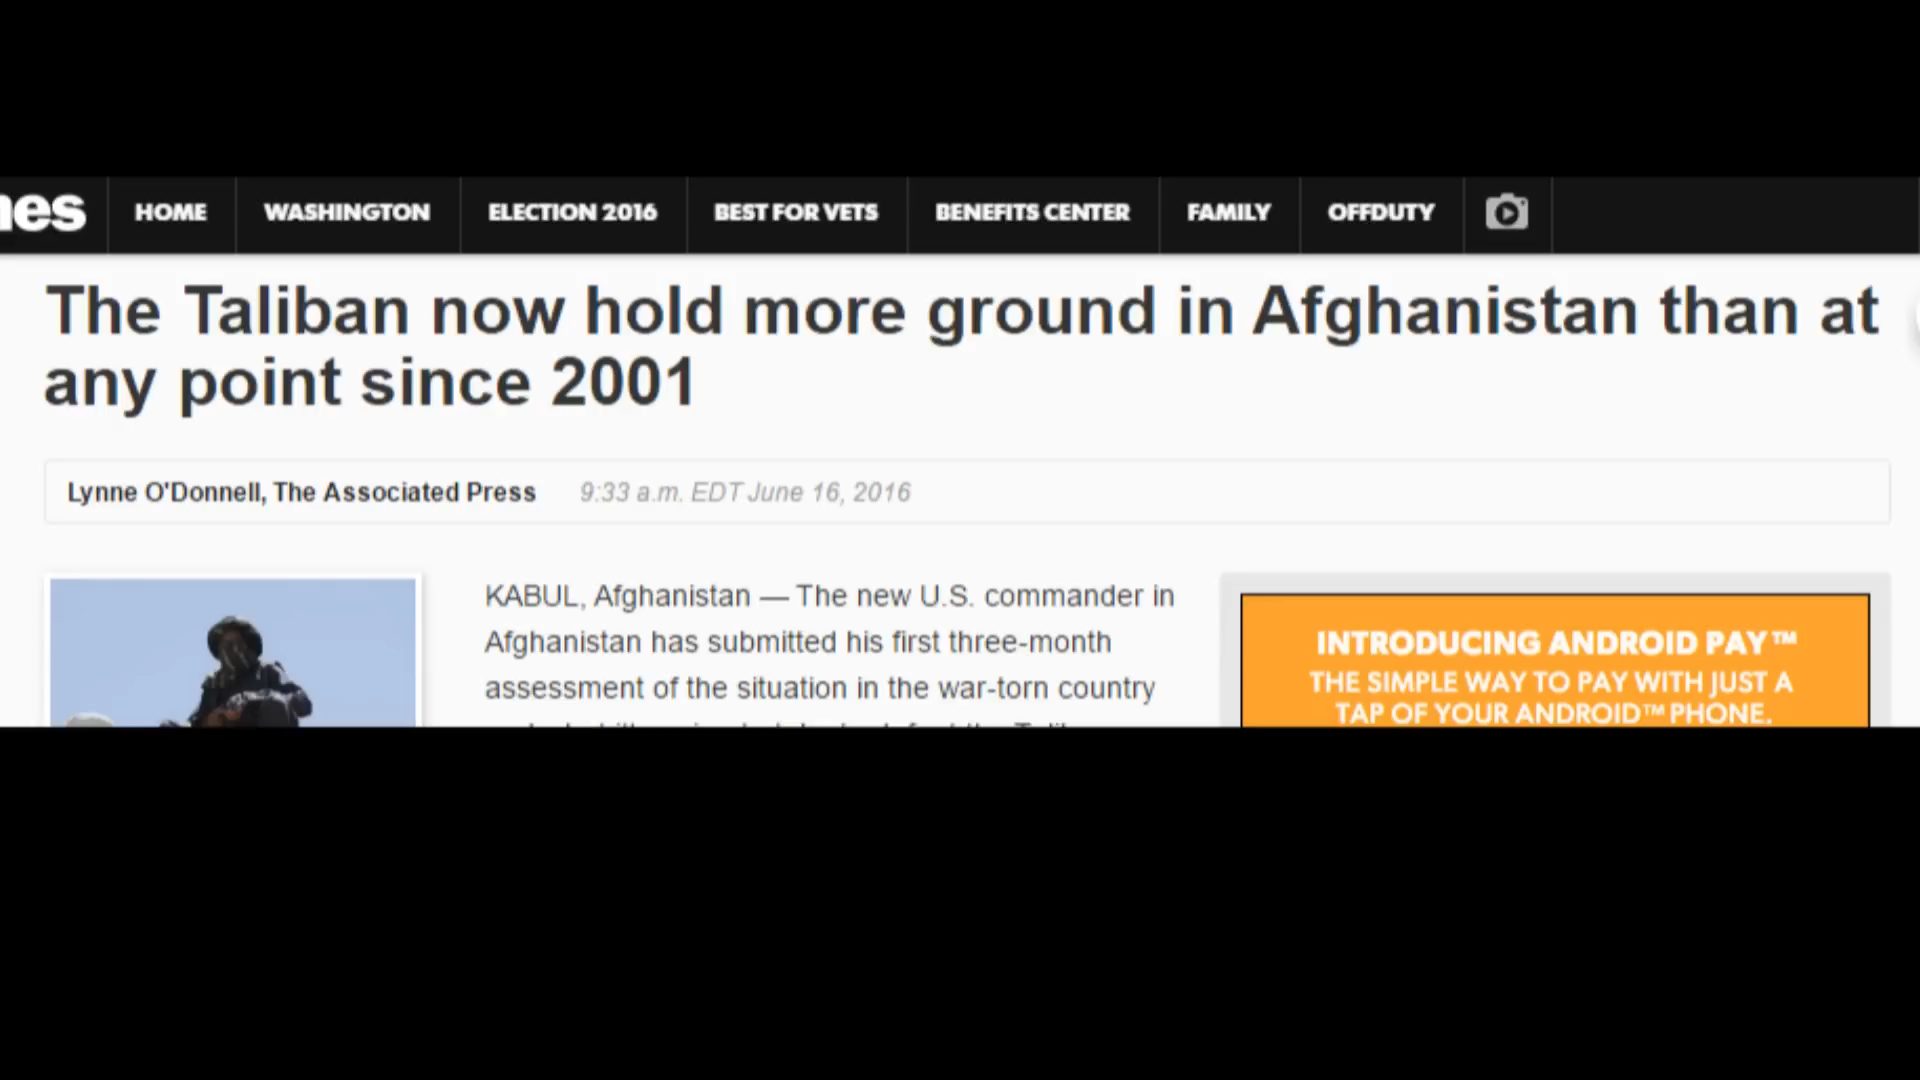 HOME WASHINGTON ELECTION 2016 BEST FOR VETS BENEFITS CENTER FAMILY OFFDUTY
The Taliban now hold more ground in Afghanistan than at
any point since 2001
Lynne O'Donnell, The Associated Press 9:33 a.m. EDT June 16, 2016
KABUL, Afghanistan — The new U.S. commander in
Afghanistan has submitted his first three-month
assessment of the situation in the war-torn country
INTRODUCING ANDROID PAY™
THE SIMPLE WAY TO PAY WITH JUST A
TAP OF YOUR ANDROID™ PHONE.